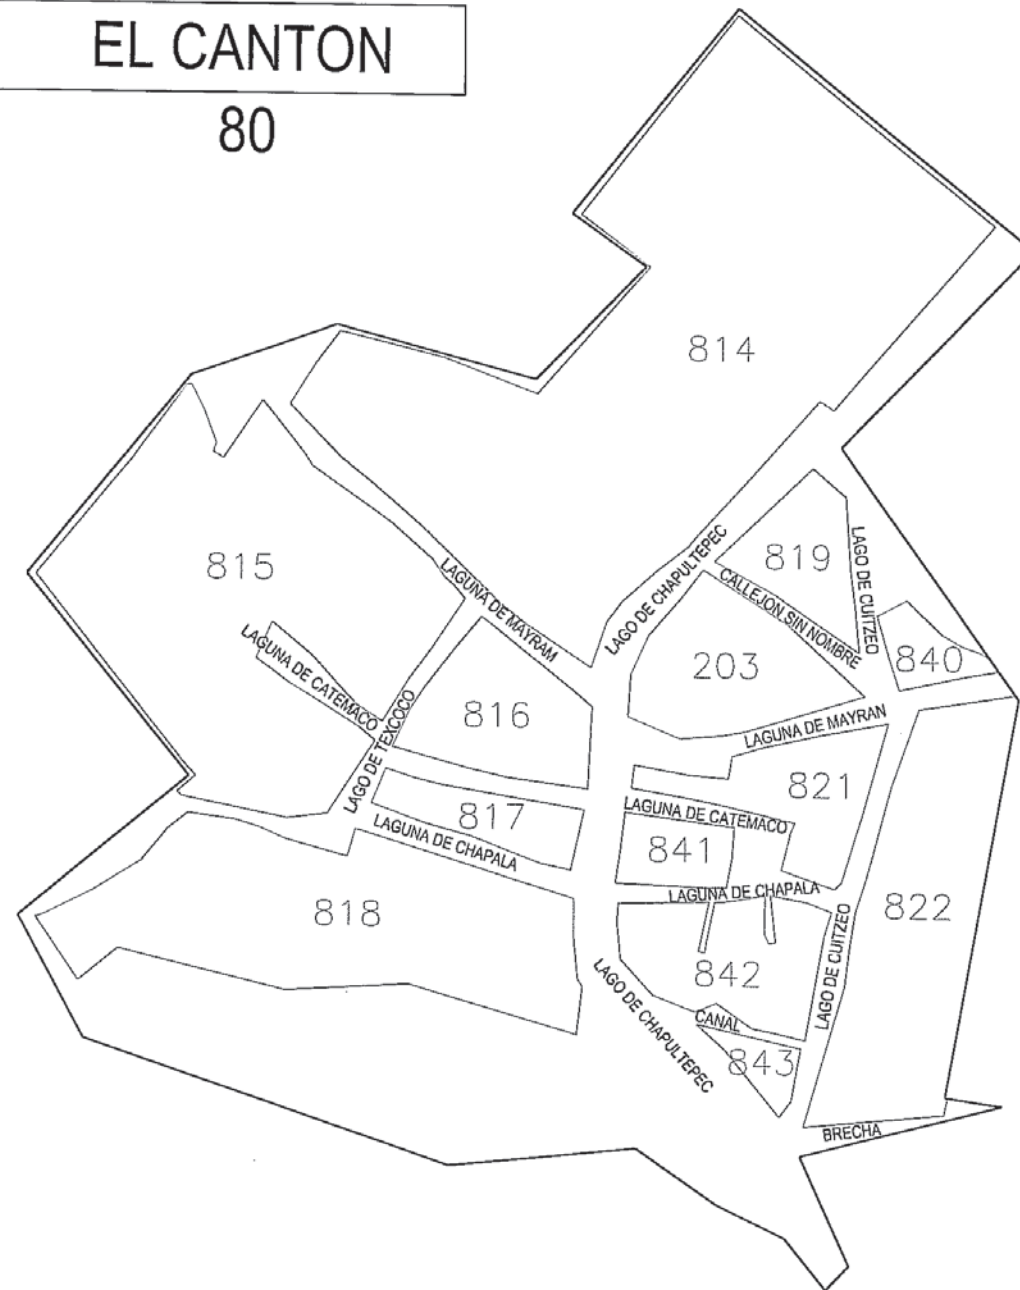 EL CANTON
80
814
815
819
LAGO DE CHAPULTEPEC
LAGO DE CUITZEO
LAGUNA DE MAYRAM
CALLEJON SIN NOMBRE
LAGUNA DE CATEMACO
203
840
816
LAGO DE TEXCOCO
LAGUNA DE MAYRAN
821
817
LAGUNA DE CATEMACO
LAGUNA DE CHAPALA
841
LAGUNA DE CHAPALA
818
822
842
LAGO DE CUITZEO
LAGO DE CHAPULTEPEC
CANAL
843
BRECHA